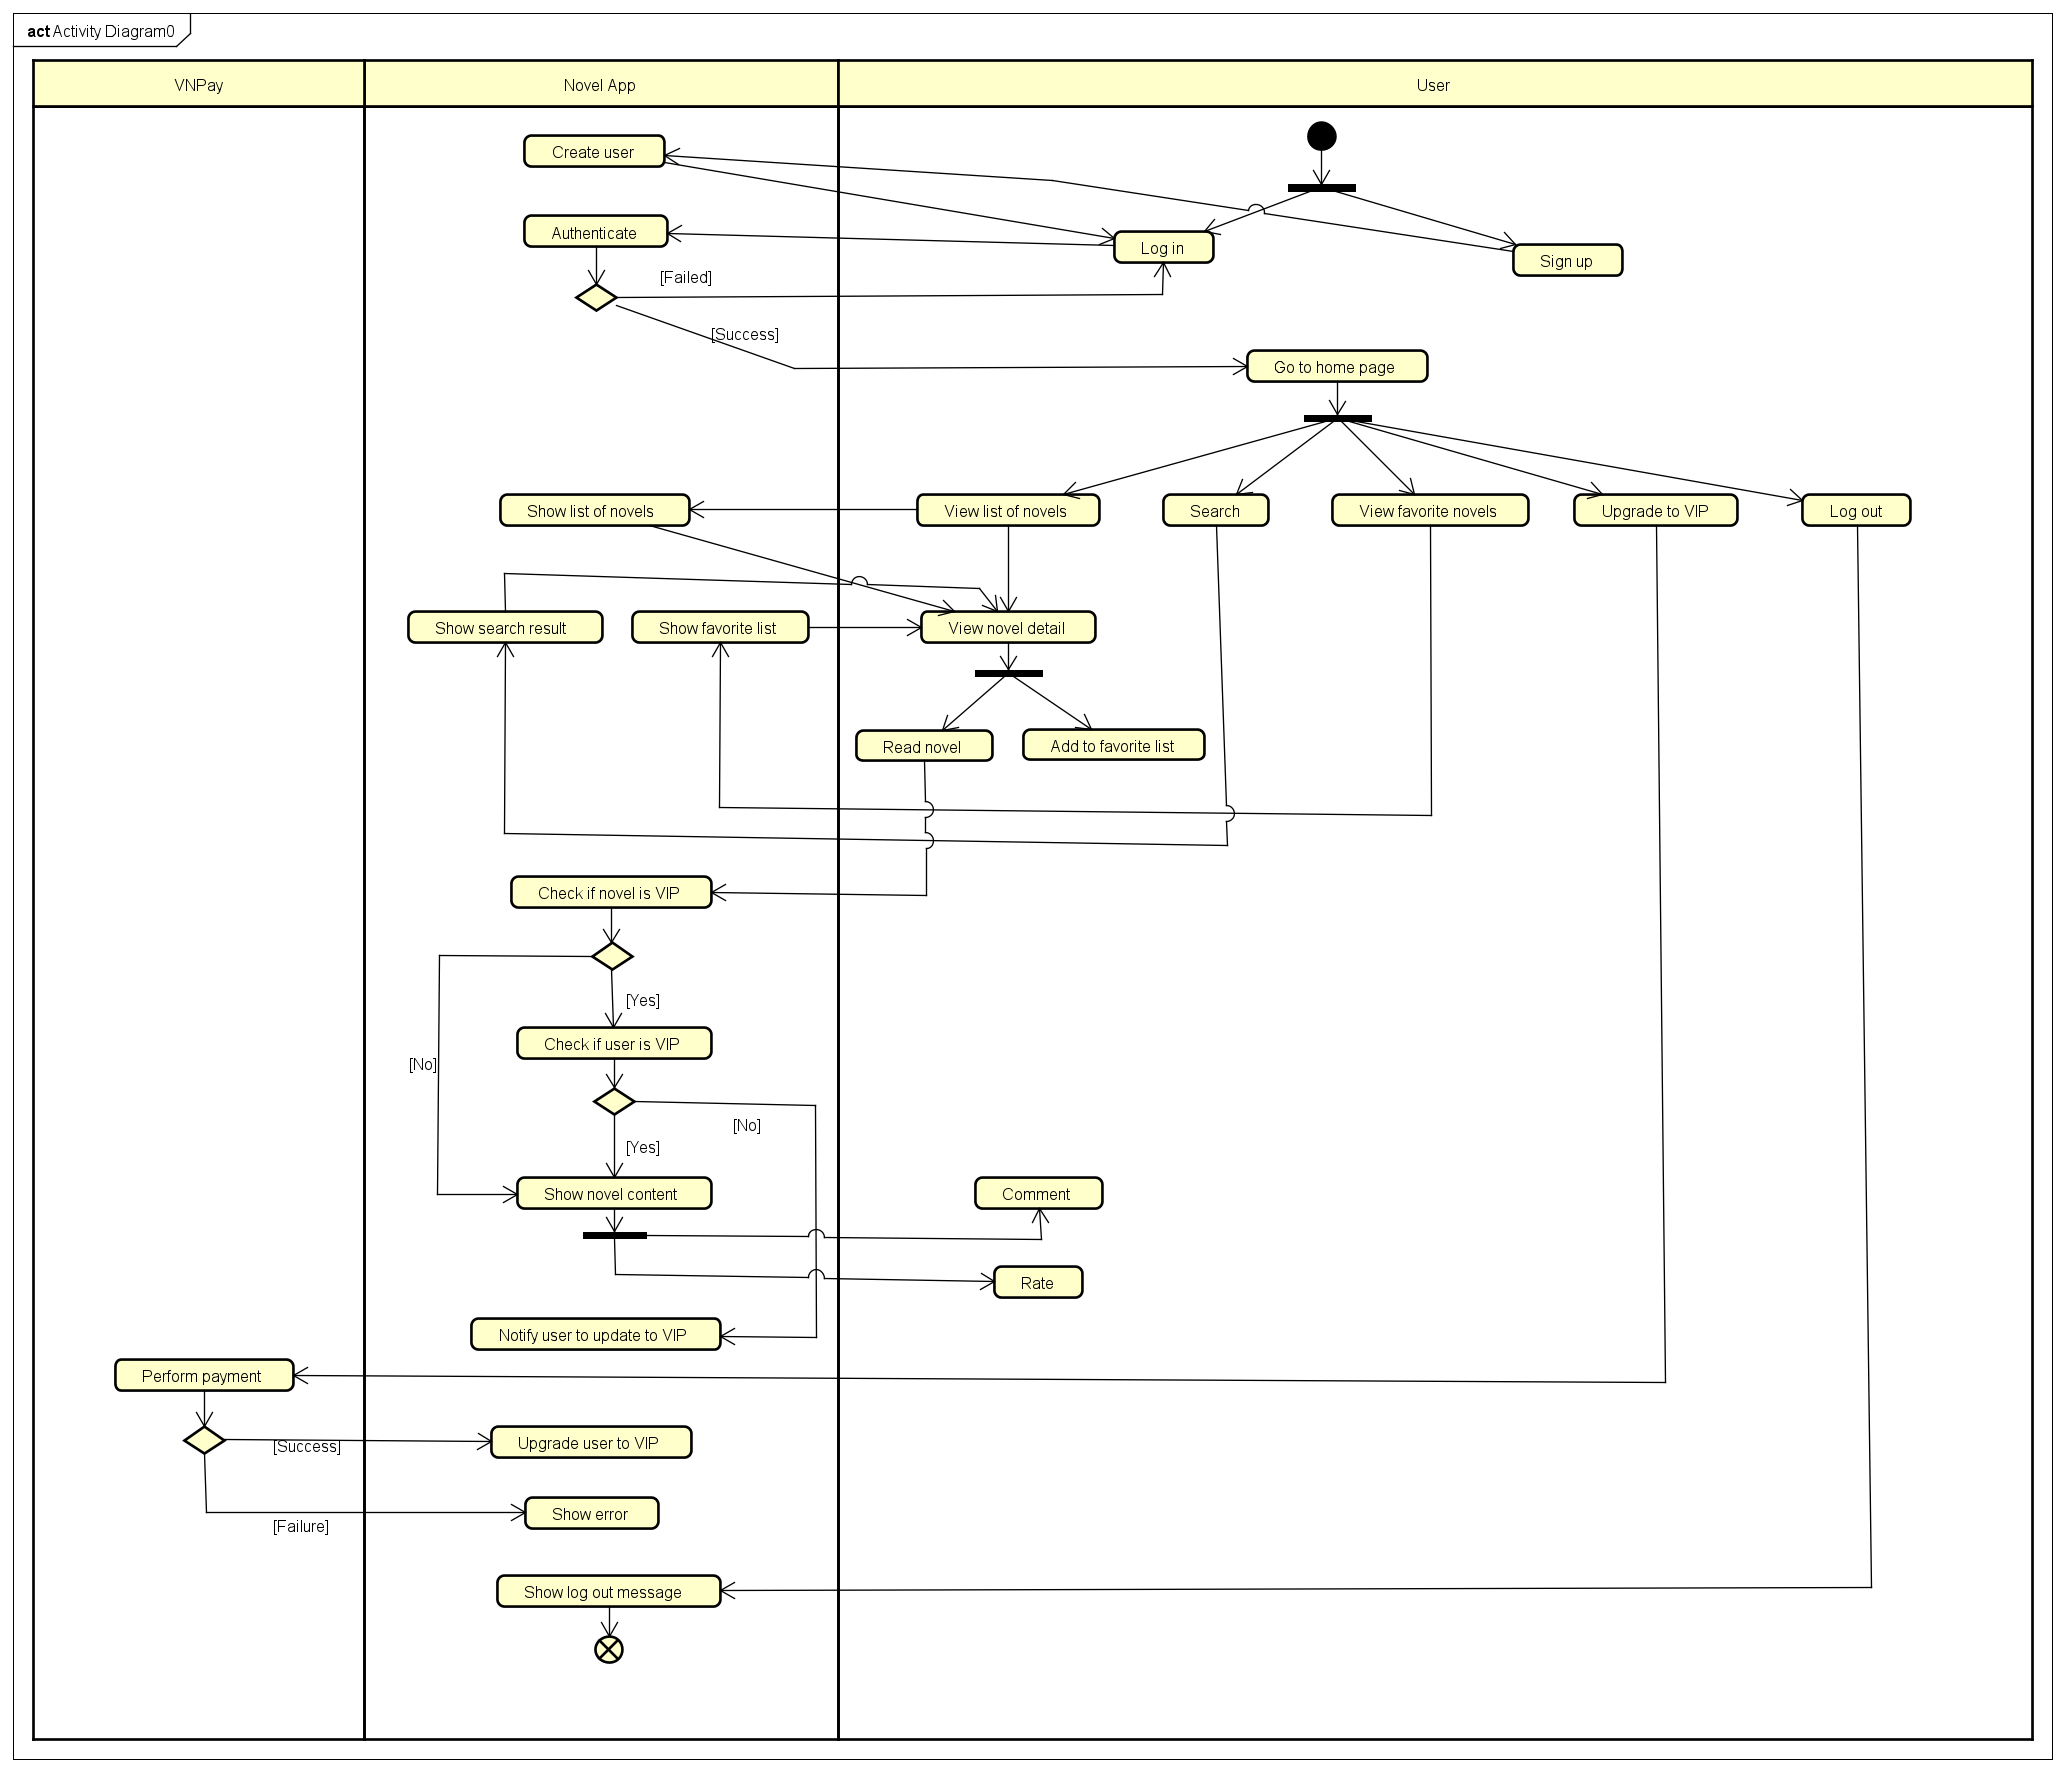 act Activity Diagram0
VNPay
Novel App
User
Create user
Authenticate
Log in
Sign up
[Failed]
[Success]
Go to home page
Show list of novels
View list of novels
Search
View favorite novels
Upgrade to VIP
Log out
Show search result
Show favorite list
View novel detail
Read novel
Add to favorite list
Check if novel is VIP
[Yes]
Check if user is VIP
[No]
[No]
[Yes]
Show novel content
Comment
Rate
Notify user to update to VIP
Perform payment
[Success]
Upgrade user to VIP
Show error
[Failure]
Show log out message